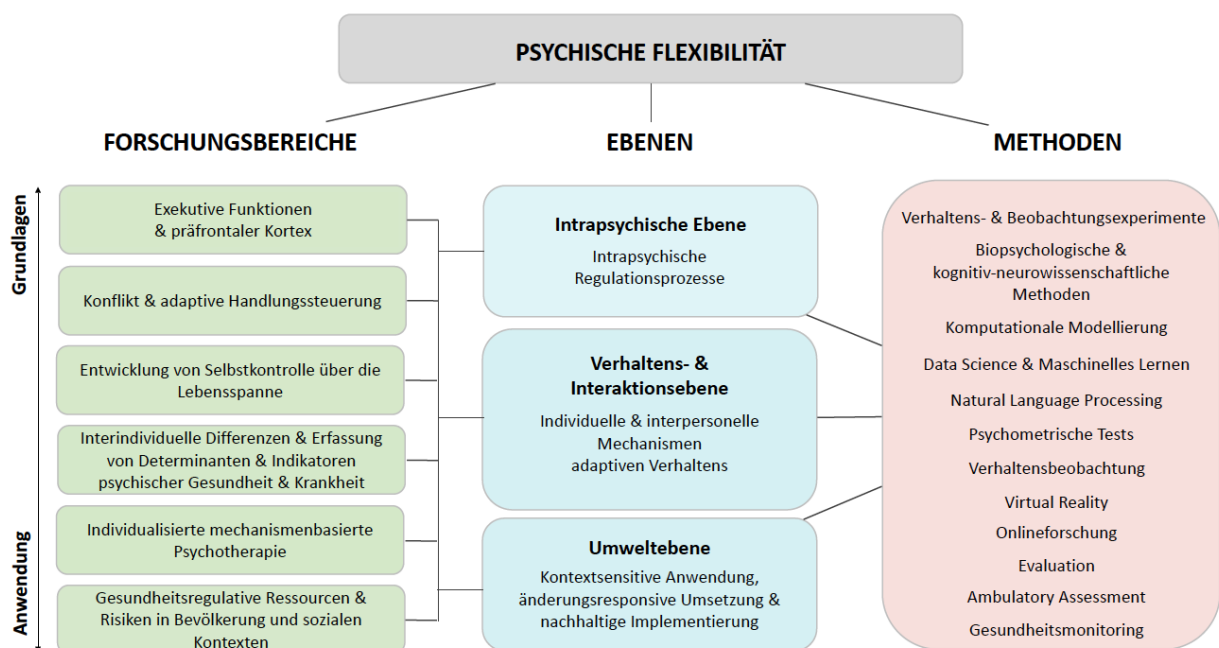 PSYCHISCHE FLEXIBILITÄT
FORSCHUNGSBEREICHE
EBENEN
METHODEN
Grundlagen
Anwendung
Exekutive Funktionen
& präfrontaler Kortex
Konflikt & adaptive Handlungssteuerung
Entwicklung von Selbstkontrolle über die
Lebensspanne
Interindividuelle Differenzen & Erfassung
von Determinanten & Indikatoren
psychischer Gesundheit & Krankheit
Individualisierte mechanismenbasierte
Psychotherapie
Gesundheitsregulative Ressourcen &
Risiken in Bevölkerung und sozialen
Kontexten
Intrapsychische Ebene
Intrapsychische
Regulationsprozesse
Verhaltens- &
Interaktionsebene
Individuelle & interpersonelle
Mechanismen
adaptiven Verhaltens
Umweltebene
Kontextsensitive Anwendung,
änderungsresponsive Umsetzung &
nachhaltige Implementierung
Verhaltens- & Beobachtungsexperimente
Biopsychologische &
kognitiv-neurowissenschaftliche
Methoden
Komputationale Modellierung
Data Science & Maschinelles Lernen
Natural Language Processing
Psychometrische Tests
Verhaltensbeobachtung
Virtual Reality
Onlineforschung
Evaluation
Ambulatory Assessment
Gesundheitsmonitoring